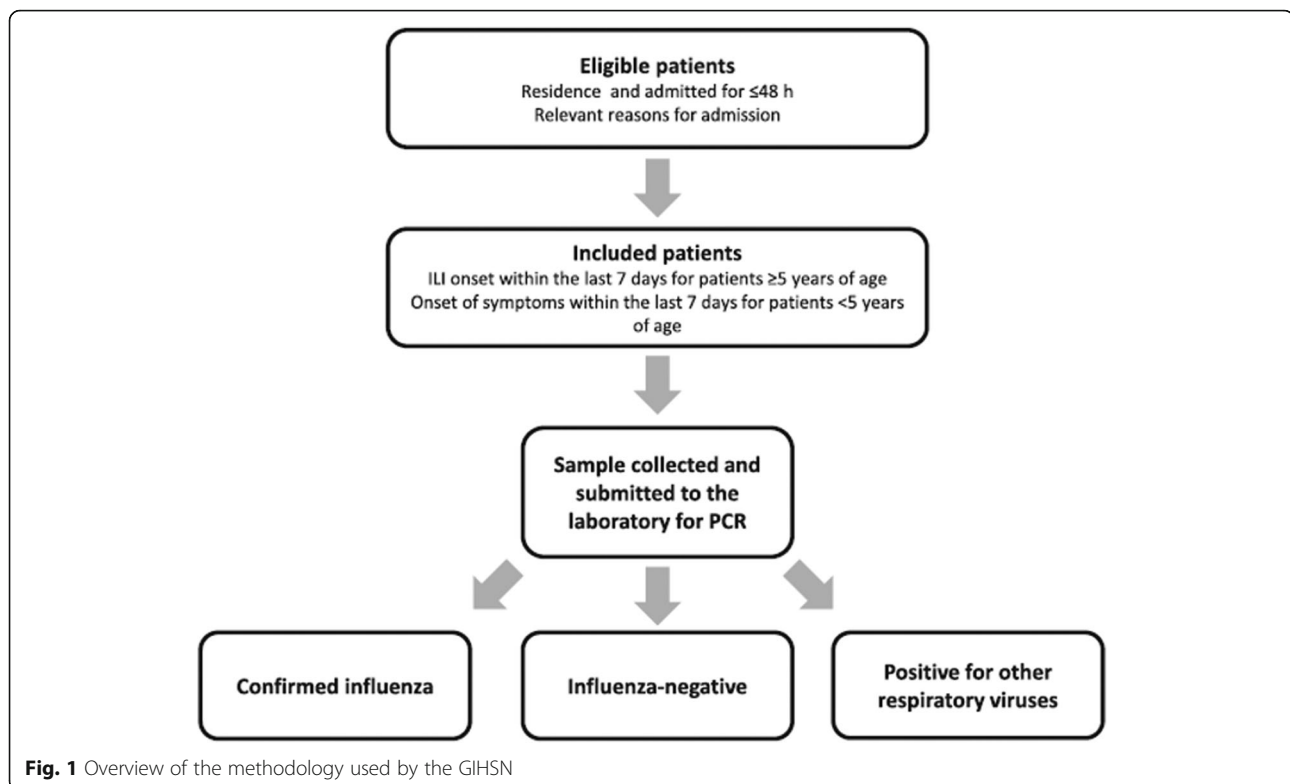 Eligible patients
Residence and admitted for ≤48 h
Relevant reasons for admission
Included patients
ILI onset within the last 7 days for patients ≥5 years of age
Onset of symptoms within the last 7 days for patients <5 years
of age
Sample collected and
submitted to the
laboratory for PCR
Confirmed influenza
Influenza-negative
Positive for other
respiratory viruses
Fig. 1 Overview of the methodology used by the GIHSN